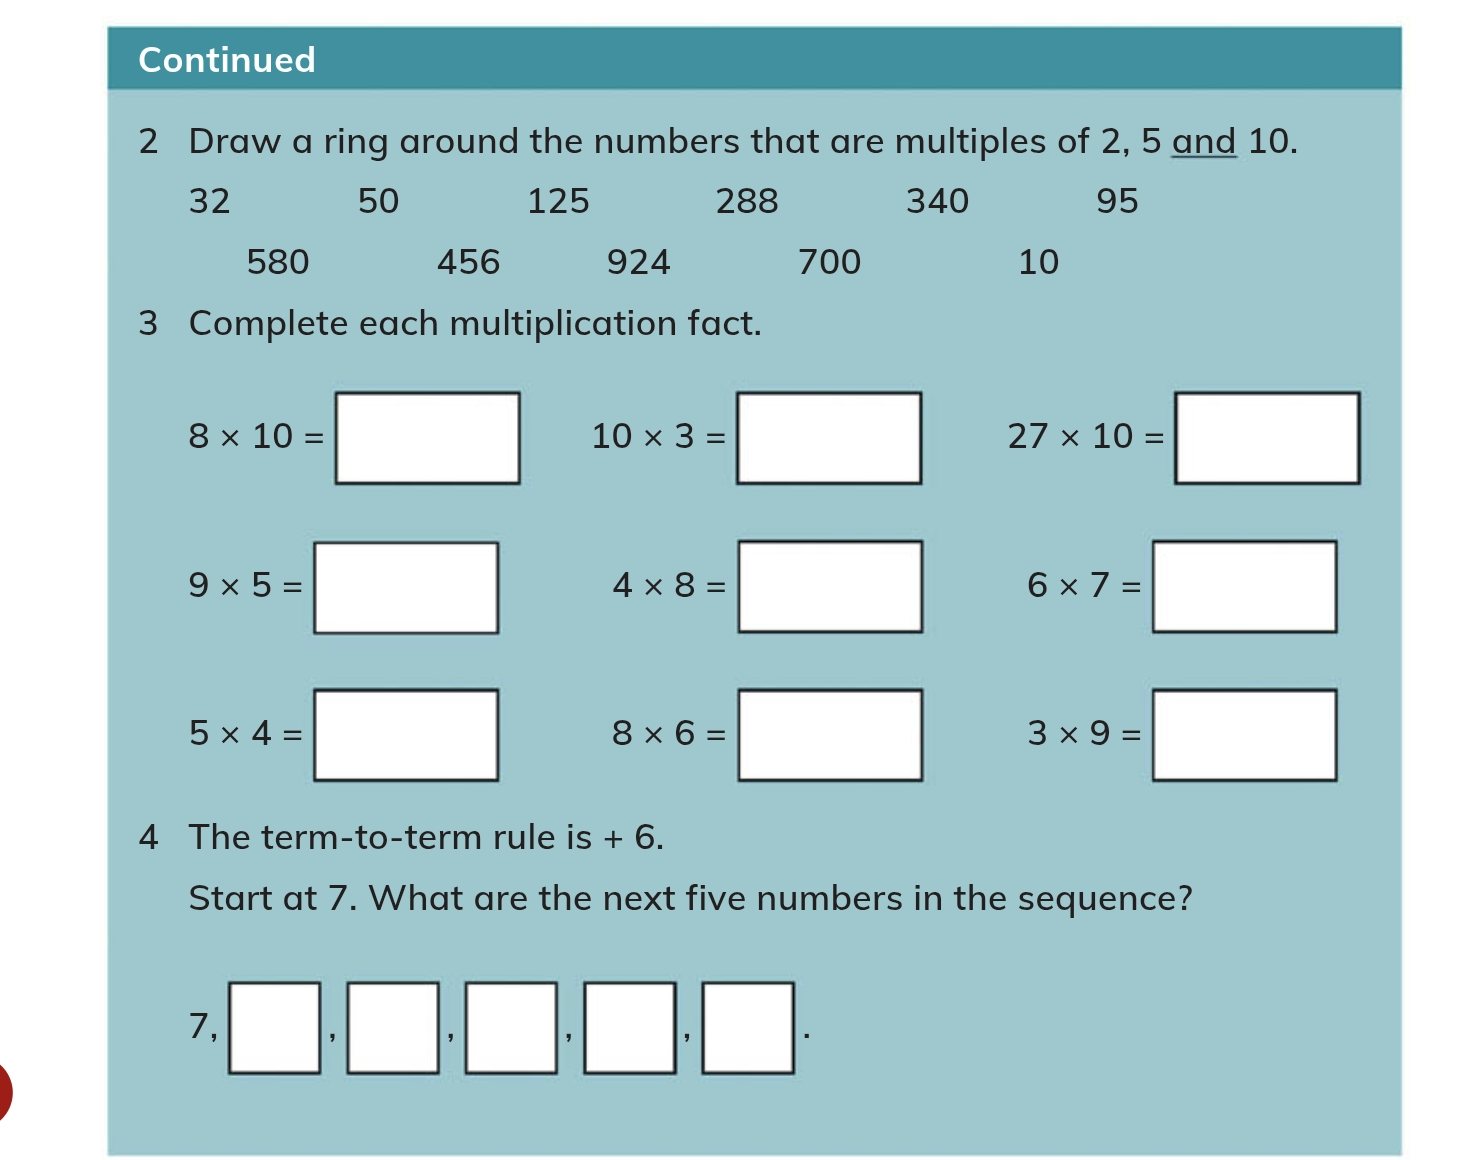 Continued
2 Draw a ring around the numbers that are multiples of 2, 5 and 10.
32 50 125 288 340 95
580 456 924 700 10
3 Complete each multiplication fact.
8 × 10 = 10 × 3 = 27 × 10 =
9 × 5 = 4 × 8 = 6 × 7 =
5 × 4 = 8 × 6 = 3 × 9 =
4 The term-to-term rule is + 6.
Start at 7. What are the next five numbers in the sequence?
7, , , , , .